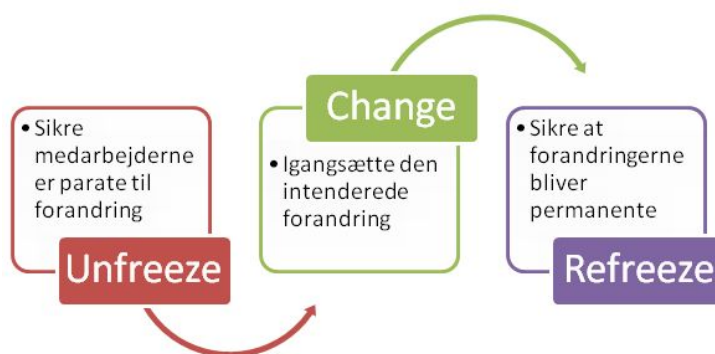 • Sikre
medarbejderne
er parate til
forandring
Unfreeze
Change
• Igangsætte den
intenderede
forandring
• Sikre at
forandringerne
bliver
permanente
Refreeze